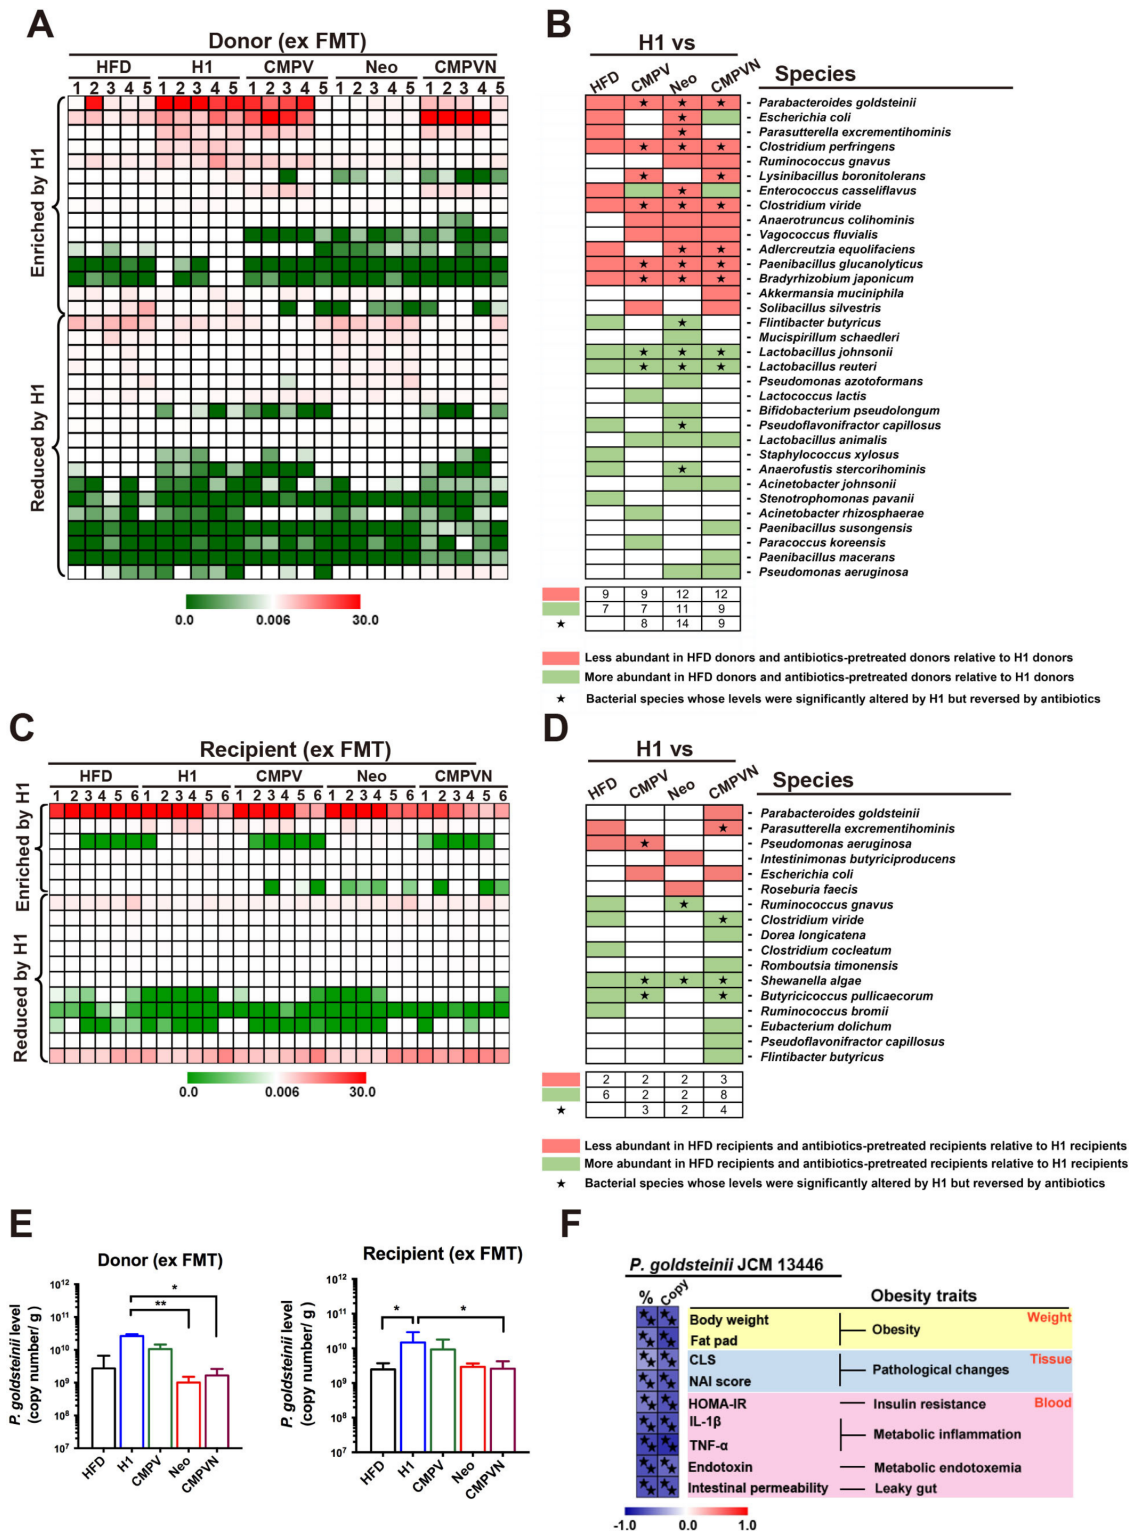 A
Donor (ex FMT)
HFD H1 CMPV Neo CMPVN
1 2 3 4 5 1 2 3 4 5 1 2 3 4 5 1 2 3 4 5 1 2 3 4 5
Enriched by H1
Reduced by H1
0.0 0.006 30.0
B
H1 vs
HFD CMPV Neo CMPVN
Species
- Parabacteroides goldsteinii
- Escherichia coli
- Parasutterella excrementihominis
- Clostridium perfringens
- Ruminococcus gnavus
- Lysinibacillus boronitolerans
- Enterococcus casseliflavus
- Clostridium viride
- Anaerotruncus colihominis
- Vagococcus fluvialis
- Adlercreutzia equolifaciens
- Paenibacillus glucanolyticus
- Bradyrhizobium japonicum
- Akkermansia muciniphila
- Solibacillus silvestris
- Flintibacter butyricus
- Mucispirillum schaedleri
- Lactobacillus johnsonii
- Lactobacillus reuteri
- Pseudomonas azotoformans
- Lactococcus lactis
- Bifidobacterium pseudolongum
- Pseudoflavonifractor capillosus
- Lactobacillus animalis
- Staphylococcus xylosus
- Anaerofustis stercorihominis
- Acinetobacter johnsonii
- Stenotrophomonas pavanii
- Acinetobacter rhizosphaerae
- Paenibacillus susongensis
- Paracoccus koreensis
- Paenibacillus macerans
- Pseudomonas aeruginosa
9 9 12 12
7 7 11 9
★ 8 14 9
Less abundant in HFD donors and antibiotics-pretreated donors relative to H1 donors
More abundant in HFD donors and antibiotics-pretreated donors relative to H1 donors
★ Bacterial species whose levels were significantly altered by H1 but reversed by antibiotics
C
Recipient (ex FMT)
HFD H1 CMPV Neo CMPVN
1 2 3 4 5 6 1 2 3 4 5 6 1 2 3 4 5 6 1 2 3 4 5 6 1 2 3 4 5 6
Enriched by H1
Reduced by H1
0.0 0.006 30.0
D
H1 vs
HFD CMPV Neo CMPVN
Species
- Parabacteroides goldsteinii
- Parasutterella excrementihominis
- Pseudomonas aeruginosa
- Intestinimonas butyriciproducens
- Escherichia coli
- Roseburia faecis
- Ruminococcus gnavus
- Clostridium viride
- Dorea longicatena
- Clostridium cocleatum
- Romboutsia timonensis
- Shewanella algae
- Butyricicoccus pullicaecorum
- Ruminococcus bromii
- Eubacterium dolichum
- Pseudoflavonifractor capillosus
- Flintibacter butyricus
2 2 2 3
6 2 2 8
★ 3 2 4
Less abundant in HFD recipients and antibiotics-pretreated recipients relative to H1 recipients
More abundant in HFD recipients and antibiotics-pretreated recipients relative to H1 recipients
★ Bacterial species whose levels were significantly altered by H1 but reversed by antibiotics
E
Donor (ex FMT)
P. goldsteinii level
(copy number/ g )
10¹²
10¹¹
10¹⁰
10⁹
10⁸
10⁷
*
**
HFD H1 CMPV Neo CMPVN
Recipient (ex FMT)
P. goldsteinii level
(copy number/ g )
10¹²
10¹¹
10¹⁰
10⁹
10⁸
10⁷
* *
HFD H1 CMPV Neo CMPVN
F
P. goldsteinii JCM 13446
% Copy
Obesity traits
Body weight
Fat pad
Obesity
Weight
CLS
NAI score
Pathological changes
Tissue
HOMA-IR
Insulin resistance
Blood
IL-1β
TNF-α
Metabolic inflammation
Endotoxin
Metabolic endotoxemia
Intestinal permeability
Leaky gut
-1.0 0.0 1.0